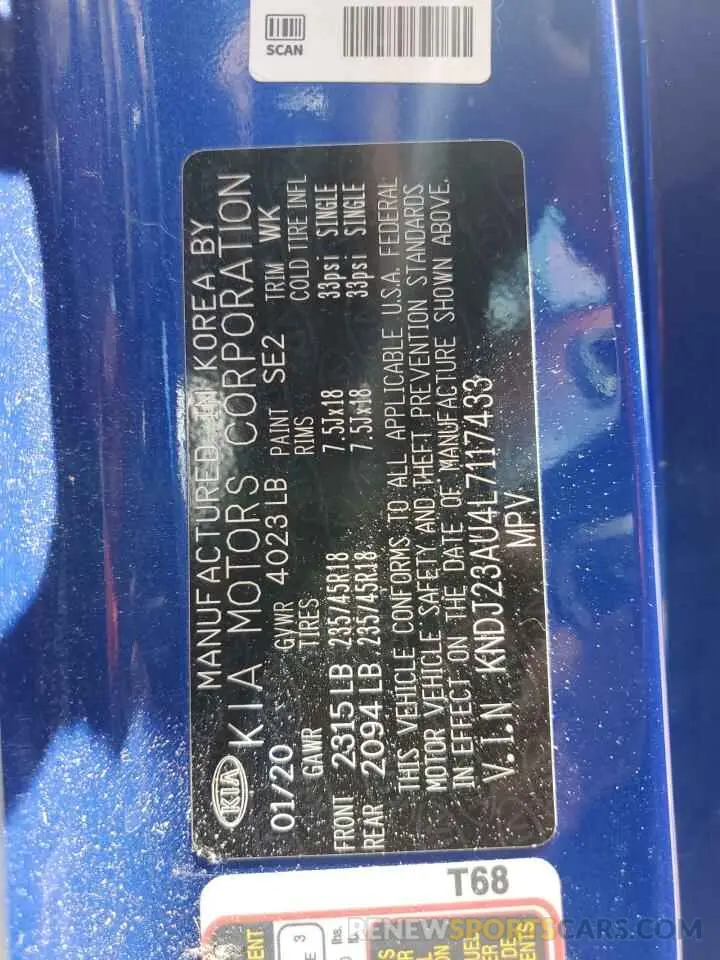 SCAN
MANUFACTURED IN KOREA BY
KIA KIA MOTORS CORPORATION
01/20 GVWR 4023 LB PAINT SE2 TRIM WK
GAWR TIRES RIMS COLD TIRE INFL
FRONT 2315 LB 235/45R18 7.5Jx18 33psi SINGLE
REAR 2094 LB 235/45R18 7.5Jx18 33psi SINGLE
THIS VEHICLE CONFORMS TO ALL APPLICABLE U.S.A. FEDERAL
MOTOR VEHICLE SAFETY AND THEFT PREVENTION STANDARDS
IN EFFECT ON THE DATE OF MANUFACTURE SHOWN ABOVE.
V.I.N KNDJ23AU4L7117433
MPV
T68
3
lbs.
RENEWSPORTSCARS.COM